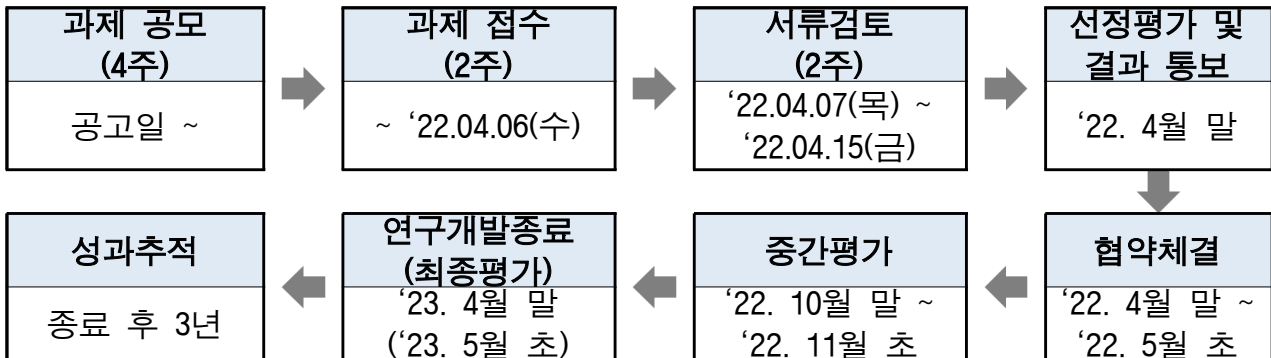 과제 공모
(4주)
공고일 ~
과제 접수
(2주)
~ ‘22.04.06(수)
서류검토
(2주)
‘22.04.07(목) ~
‘22.04.15(금)
선정평가 및
결과 통보
‘22. 4월 말
협약체결
‘22. 4월 말 ~
‘22. 5월 초
중간평가
‘22. 10월 말 ~
‘22. 11월 초
연구개발종료
(최종평가)
‘23. 4월 말
(‘23. 5월 초)
성과추적
종료 후 3년